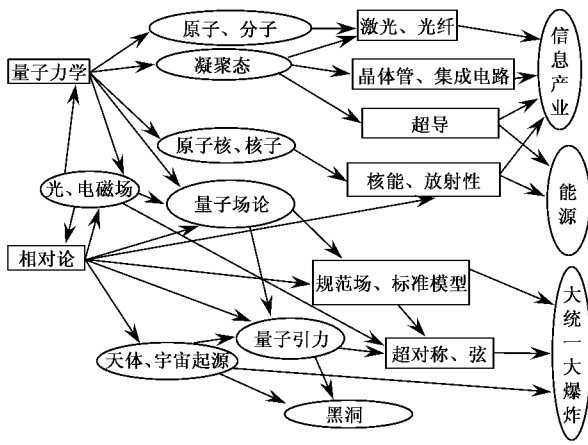 原子、分子
激光、光纤
信息产业
量子力学
凝聚态
晶体管、集成电路
超导
原子核、核子
核能、放射性
能源
光、电磁场
量子场论
相对论
规范场、标准模型
大统一大爆炸
量子引力
超对称、弦
天体、宇宙起源
黑洞